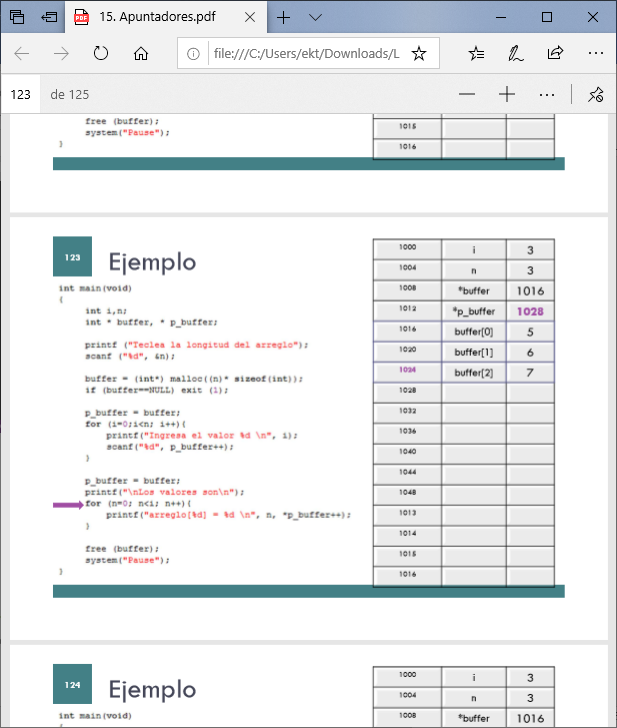 15. Apuntadores.pdf
file:///C:/Users/ekt/Downloads/L
123 de 125
free (buffer);
system("Pause");
}
1015
1016
123
Ejemplo
int main(void)
{
int i,n;
int * buffer, * p_buffer;
printf ("Teclea la longitud del arreglo");
scanf ("%d", &n);
buffer = (int*) malloc((n)* sizeof(int));
if (buffer==NULL) exit (1);
p_buffer = buffer;
for (i=0;i<n; i++){
printf("Ingresa el valor %d \n", i);
scanf("%d", p_buffer++);
}
p_buffer = buffer;
printf("\nLos valores son\n");
for (n=0; n<i; n++){
printf("arreglo[%d] = %d \n", n, *p_buffer++);
}
free (buffer);
system("Pause");
}
1000 i 3
1004 n 3
1008 *buffer 1016
1012 *p_buffer 1028
1016 buffer[0] 5
1020 buffer[1] 6
1024 buffer[2] 7
1028
1032
1036
1040
1044
1048
1013
1014
1015
1016
124
Ejemplo
int main(void)
1000 i 3
1004 n 3
1008 *buffer 1016